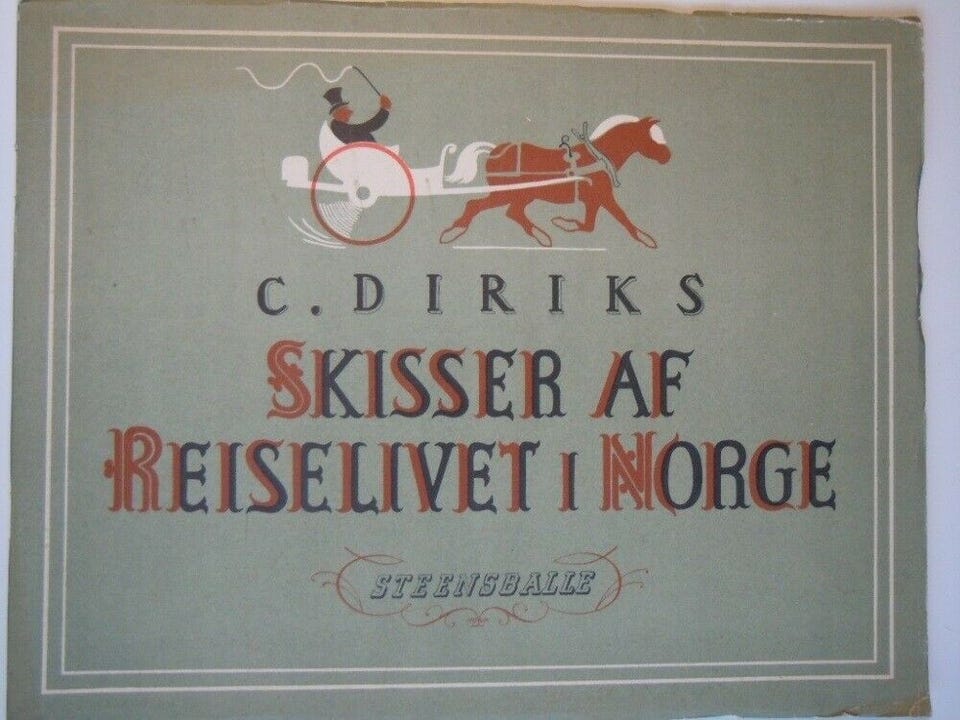 C. DIRIKS
SKISSER AF
REISELIVET I NORGE
STEENSBALLE